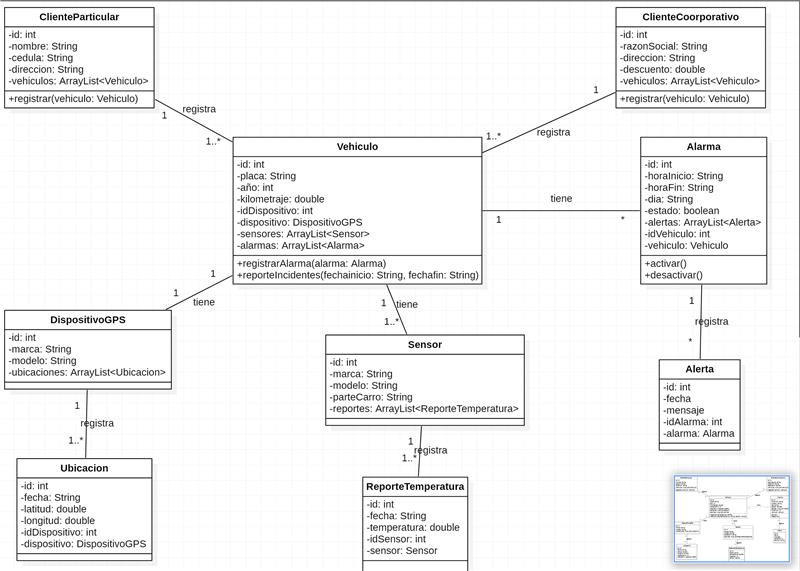 ClienteParticular
-id: int
-nombre: String
-cedula: String
-direccion: String
-vehiculos: ArrayList<Vehiculo>
+registrar(vehiculo: Vehiculo)
ClienteCoorporativo
-id: int
-razonSocial: String
-direccion: String
-descuento: double
-vehiculos: ArrayList<Vehiculo>
+registrar(vehiculo: Vehiculo)
1
registra
1..*
1
registra
1..*
Vehiculo
-id: int
-placa: String
-año: int
-kilometraje: double
-idDispositivo: int
-dispositivo: DispositivoGPS
-sensores: ArrayList<Sensor>
-alarmas: ArrayList<Alarma>
+registrarAlarma(alarma: Alarma)
+reporteIncidentes(fechainicio: String, fechafin: String)
tiene
1
*
Alarma
-id: int
-horaInicio: String
-horaFin: String
-dia: String
-estado: boolean
-alertas: ArrayList<Alerta>
-idVehiculo: int
-vehiculo: Vehiculo
+activar()
+desactivar()
1
1
tiene
1
tiene
1..*
1
registra
*
DispositivoGPS
-id: int
-marca: String
-modelo: String
-ubicaciones: ArrayList<Ubicacion>
Sensor
-id: int
-marca: String
-modelo: String
-parteCarro: String
-reportes: ArrayList<ReporteTemperatura>
Alerta
-id: int
-fecha
-mensaje
-idAlarma: int
-alarma: Alarma
1
registra
1..*
1
registra
1..*
Ubicacion
-id: int
-fecha: String
-latitud: double
-longitud: double
-idDispositivo: int
-dispositivo: DispositivoGPS
ReporteTemperatura
-id: int
-fecha: String
-temperatura: double
-idSensor: int
-sensor: Sensor